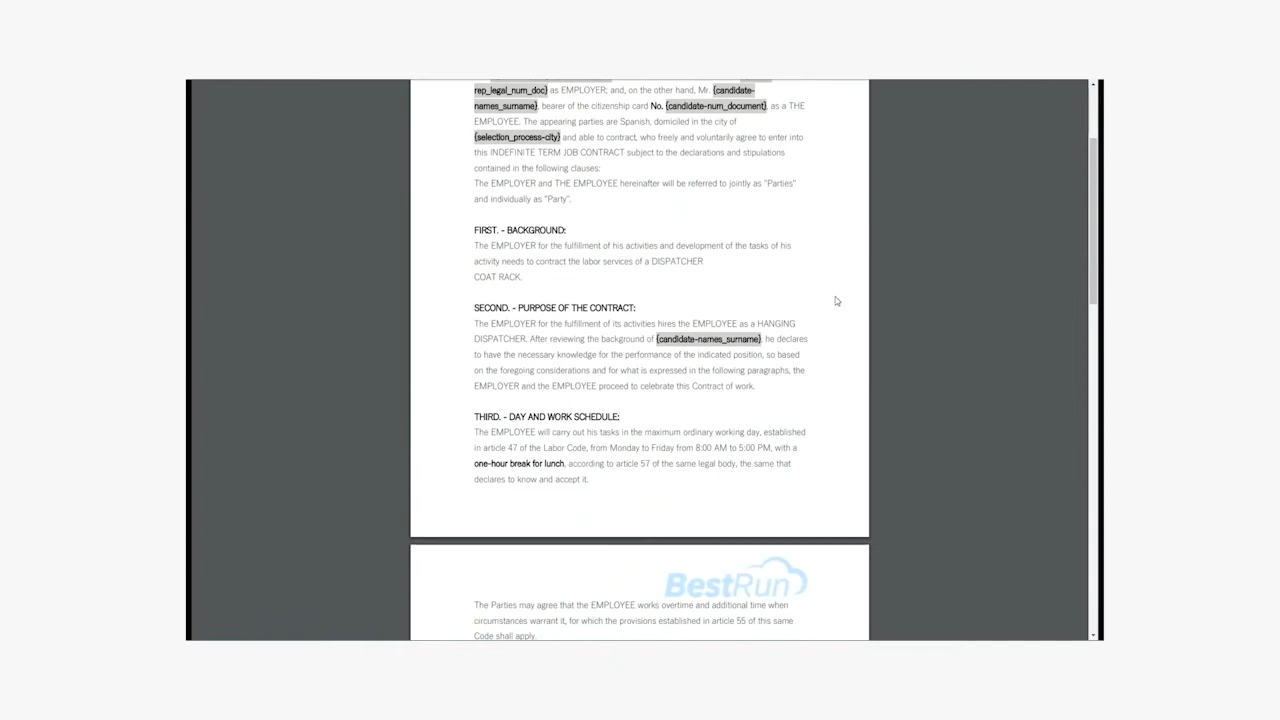 rep_legal_num_doc} as EMPLOYER; and, on the other hand, Mr. {candidate-
names_surname}, bearer of the citizenship card No. {candidate-num_document}, as a THE
EMPLOYEE. The appearing parties are Spanish, domiciled in the city of
{selection_process-city} and able to contract, who freely and voluntarily agree to enter into
this INDEFINITE TERM JOB CONTRACT subject to the declarations and stipulations
contained in the following clauses:
The EMPLOYER and THE EMPLOYEE hereinafter will be referred to jointly as "Parties"
and individually as "Party".
FIRST. - BACKGROUND:
The EMPLOYER for the fulfillment of his activities and development of the tasks of his
activity needs to contract the labor services of a DISPATCHER
COAT RACK.
SECOND. - PURPOSE OF THE CONTRACT:
The EMPLOYER for the fulfillment of its activities hires the EMPLOYEE as a HANGING
DISPATCHER. After reviewing the background of {candidate-names_surname}, he declares
to have the necessary knowledge for the performance of the indicated position, so based
on the foregoing considerations and for what is expressed in the following paragraphs, the
EMPLOYER and the EMPLOYEE proceed to celebrate this Contract of work.
THIRD. - DAY AND WORK SCHEDULE:
The EMPLOYEE will carry out his tasks in the maximum ordinary working day, established
in article 47 of the Labor Code, from Monday to Friday from 8:00 AM to 5:00 PM, with a
one-hour break for lunch, according to article 57 of the same legal body, the same that
declares to know and accept it.
BestRun
The Parties may agree that the EMPLOYEE works overtime and additional time when
circumstances warrant it, for which the provisions established in article 55 of this same
Code shall apply.